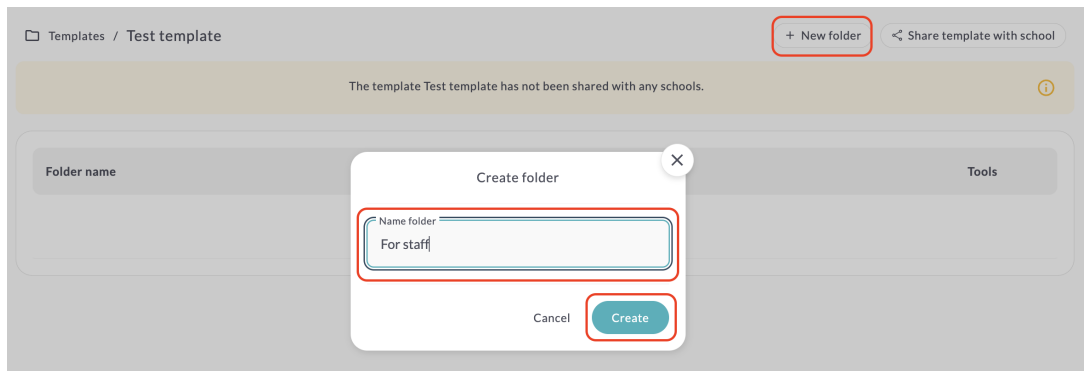 Templates / Test template
+ New folder
Share template with school
The template Test template has not been shared with any schools.
Folder name
Tools
Create folder
Name folder
For staff
Cancel
Create